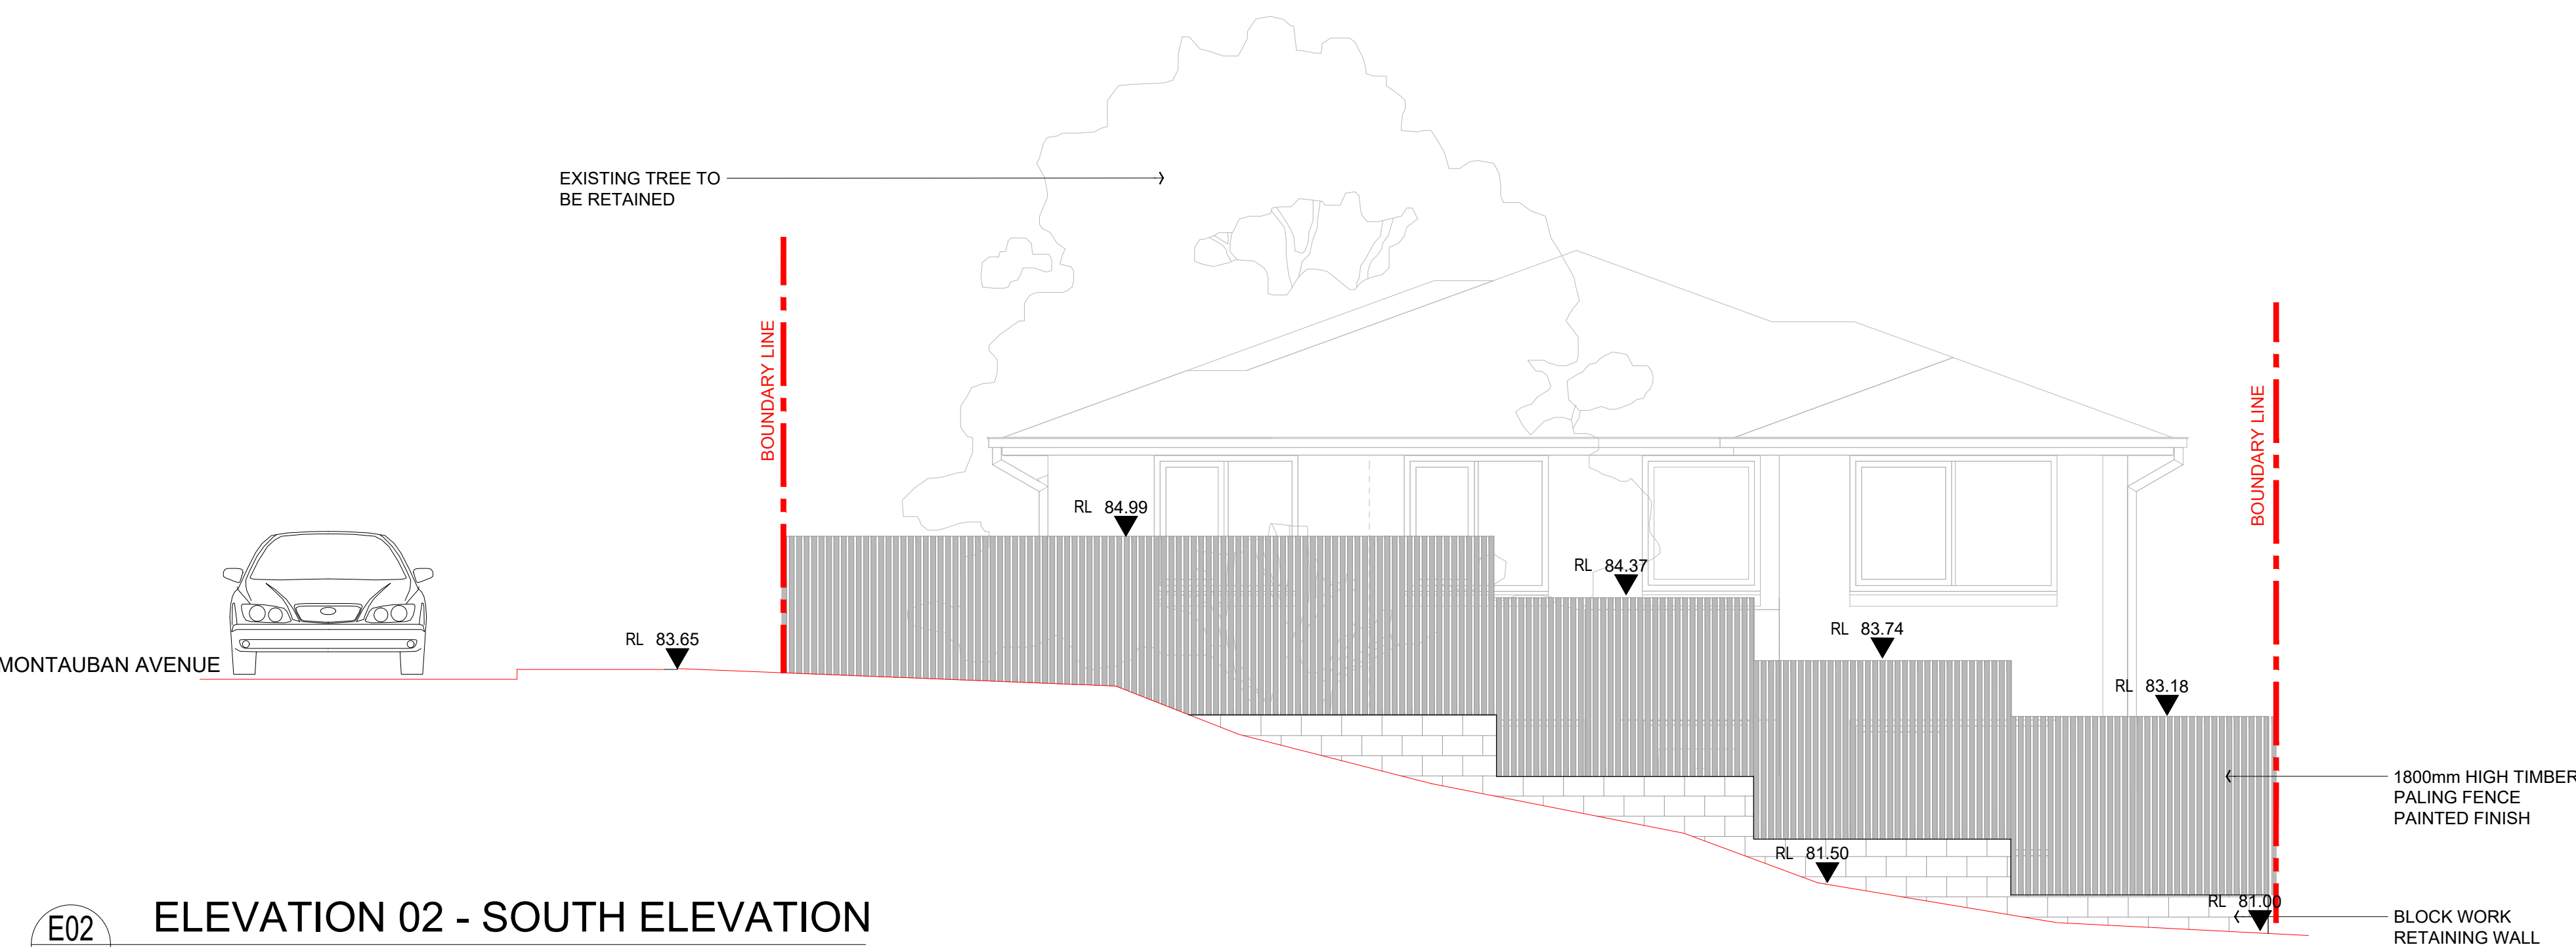 EXISTING TREE TO
BE RETAINED
BOUNDARY LINE
BOUNDARY LINE
RL 84.99
RL 84.37
RL 83.65
RL 83.74
MONTAUBAN AVENUE
RL 83.18
1800mm HIGH TIMBER
PALING FENCE
PAINTED FINISH
RL 81.50
RL 81.00
BLOCK WORK
RETAINING WALL
E02
ELEVATION 02 - SOUTH ELEVATION